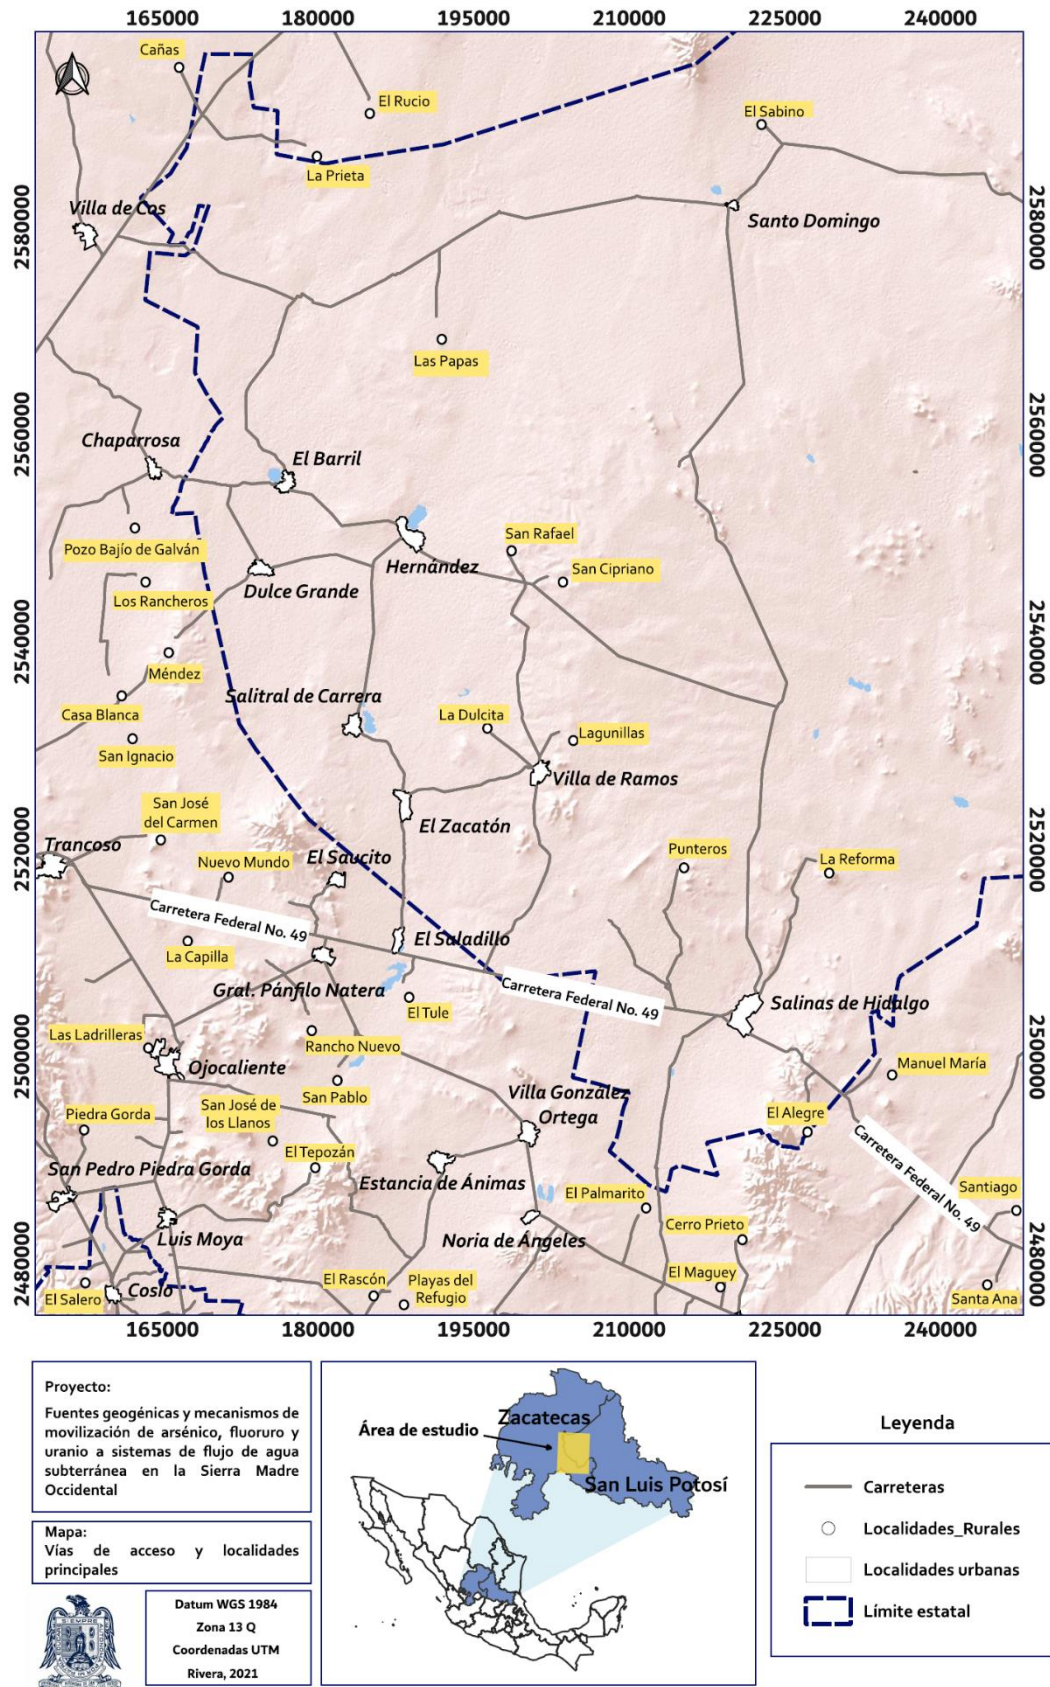 165000 180000 195000 210000 225000 240000
Cañas
El Rucio
El Sabino
La Prieta
Villa de Cos
Santo Domingo
2580000
2580000
Las Papas
Chaparrosa
El Barril
2560000
2560000
San Rafael
Pozo Bajío de Galván
Hernández
San Cipriano
Dulce Grande
Los Rancheros
2540000
2540000
Méndez
Salitral de Carrera
Casa Blanca
La Dulcita
Lagunillas
San Ignacio
Villa de Ramos
San José
del Carmen
El Zacatón
2520000
2520000
Trancoso
Nuevo Mundo
El Saucito
Punteros
La Reforma
Carretera Federal No. 49
El Saladillo
La Capilla
Gral. Pánfilo Natera
Carretera Federal No. 49
Salinas de Hidalgo
El Tule
Las Ladrilleras
Rancho Nuevo
2500000
2500000
Ojocaliente
Manuel María
San Pablo
Villa González
Ortega
Piedra Gorda
San José de
los Llanos
El Alegre
El Tepozán
Carretera Federal No. 49
San Pedro Piedra Gorda
Estancia de Ánimas
El Palmarito
Santiago
Cerro Prieto
Luis Moya
Noria de Ángeles
2480000
2480000
El Salero
Cosío
El Rascón
Playas del
Refugio
El Maguey
Santa Ana
165000 180000 195000 210000 225000 240000
Proyecto:
Fuentes geogénicas y mecanismos de
movilización de arsénico, fluoruro y
uranio a sistemas de flujo de agua
subterránea en la Sierra Madre
Occidental
Mapa:
Vías de acceso y localidades
principales
Datum WGS 1984
Zona 13 Q
Coordenadas UTM
Rivera, 2021
Zacatecas
Área de estudio
San Luis Potosí
Leyenda
Carreteras
Localidades_Rurales
Localidades urbanas
Límite estatal